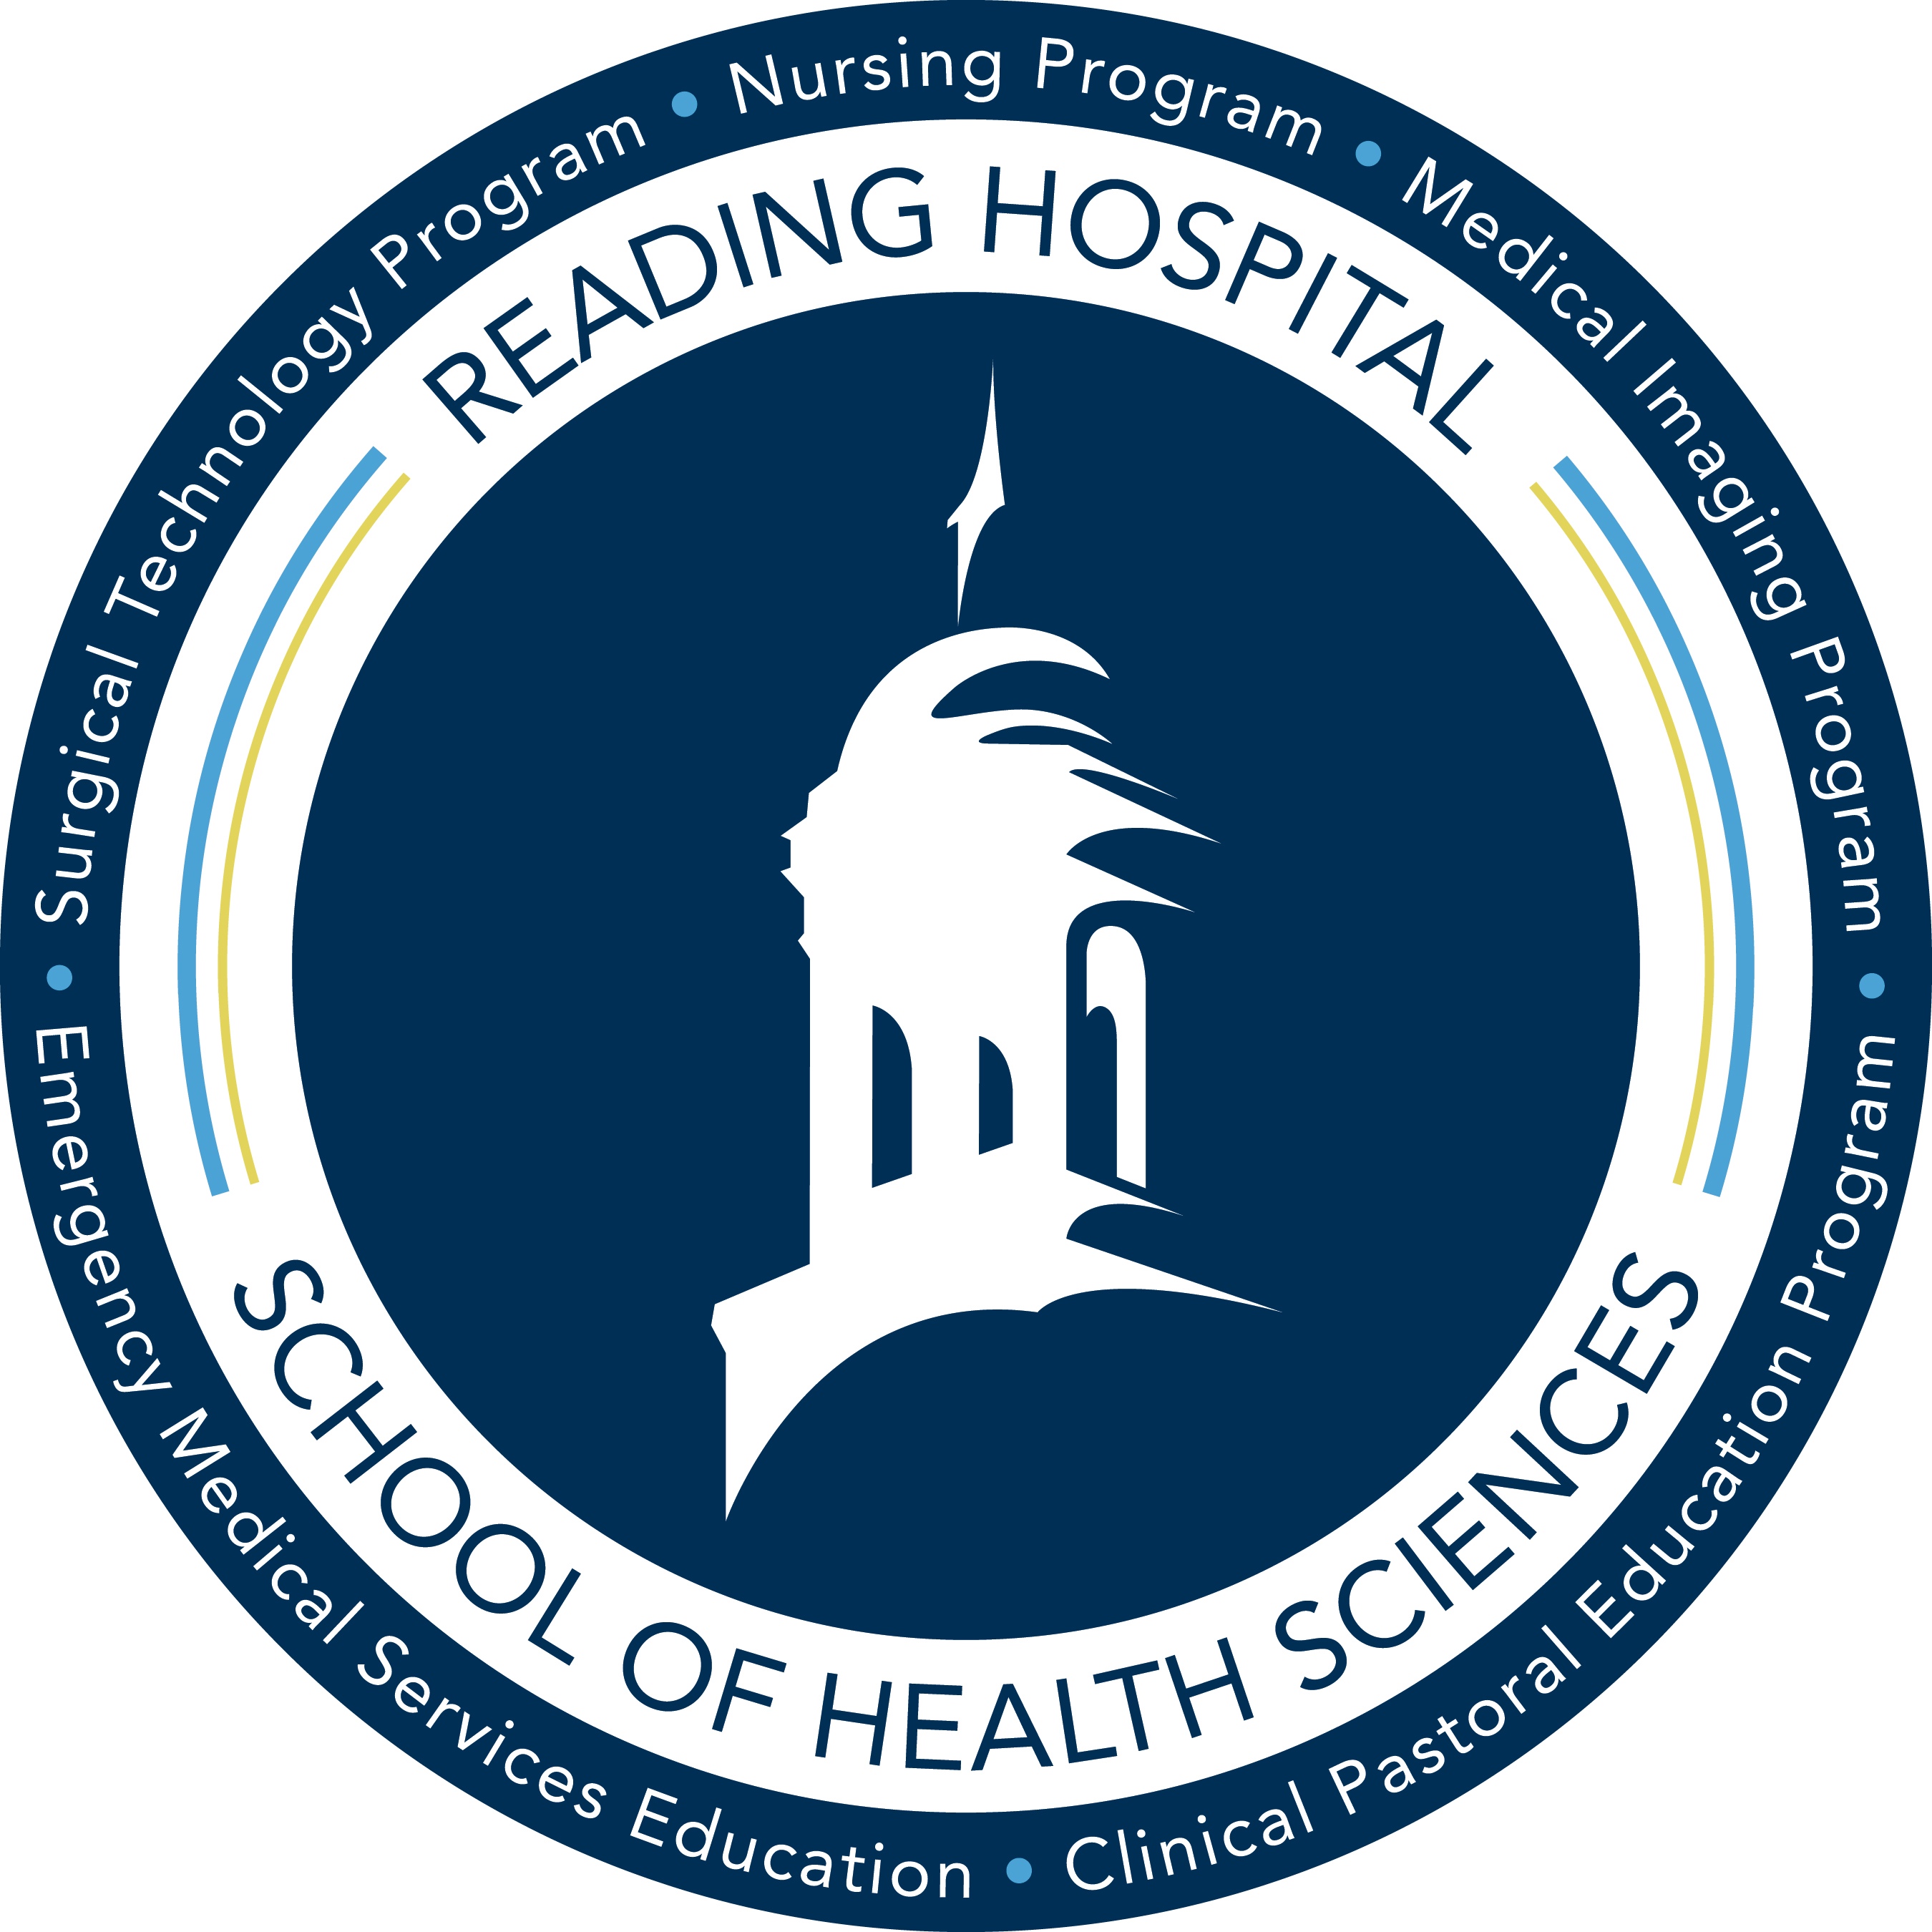 READING HOSPITAL
SCHOOL OF HEALTH SCIENCES
Nursing Program • Medical Imaging Program • Clinical Pastoral Education Program • Emergency Medical Services Education • Surgical Technology Program •